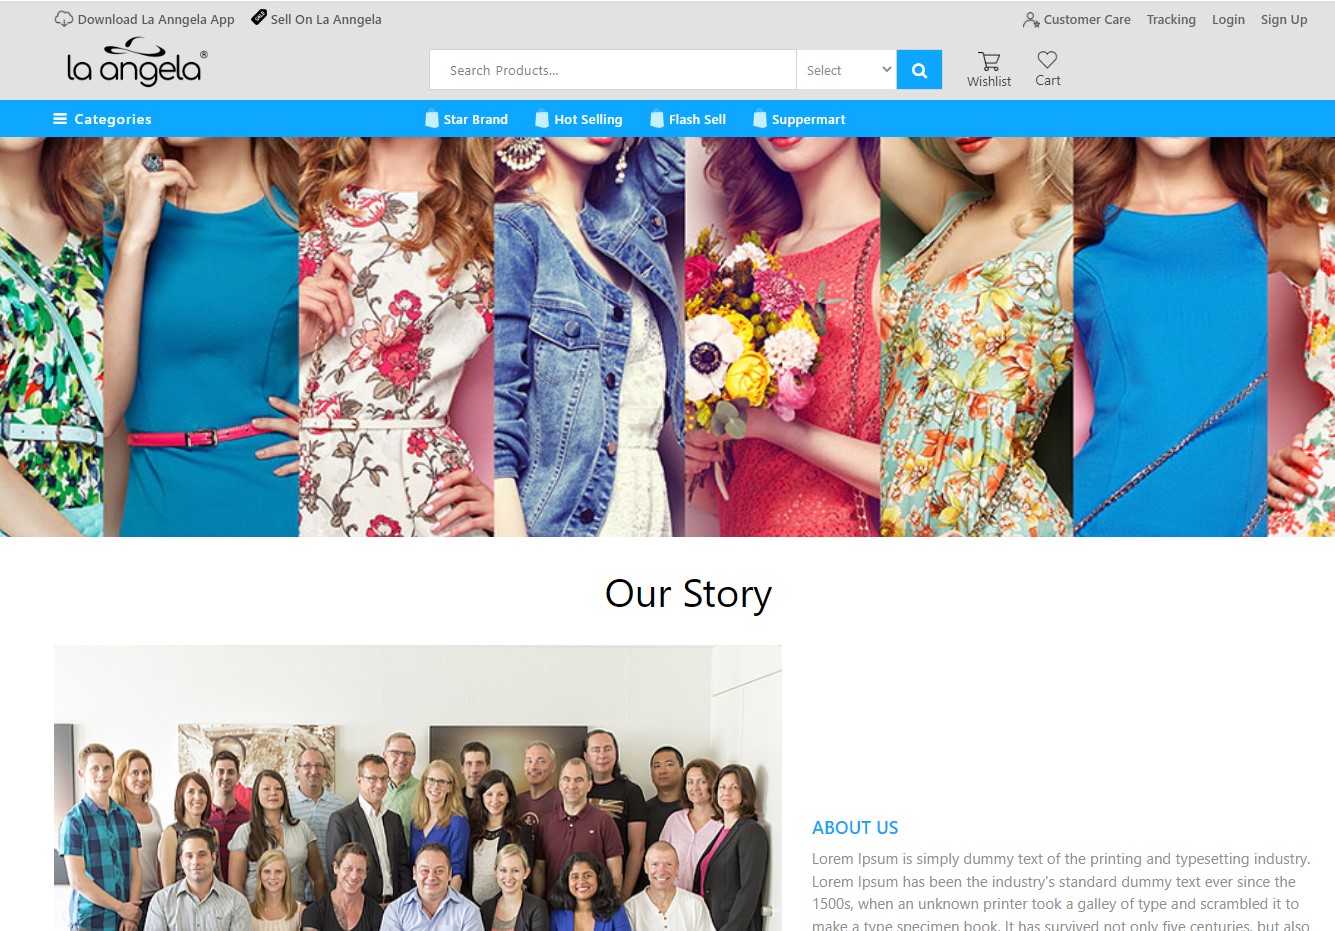 Download La Anngela App
Sell On La Anngela
Customer Care
Tracking
Login
Sign Up
la angela®
Search Products...
Select
Wishlist
Cart
Categories
Star Brand
Hot Selling
Flash Sell
Suppermart
Our Story
ABOUT US
Lorem Ipsum is simply dummy text of the printing and typesetting industry.
Lorem Ipsum has been the industry's standard dummy text ever since the
1500s, when an unknown printer took a galley of type and scrambled it to
make a type specimen book. It has survived not only five centuries, but also